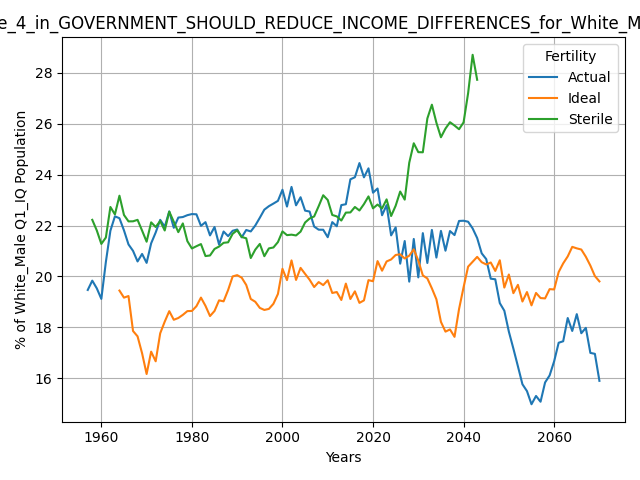 e_4_in_GOVERNMENT_SHOULD_REDUCE_INCOME_DIFFERENCES_for_White_M
Fertility
Actual
Ideal
Sterile
% of White_Male Q1_IQ Population
28
26
24
22
20
18
16
1960
1980
2000
2020
2040
2060
Years